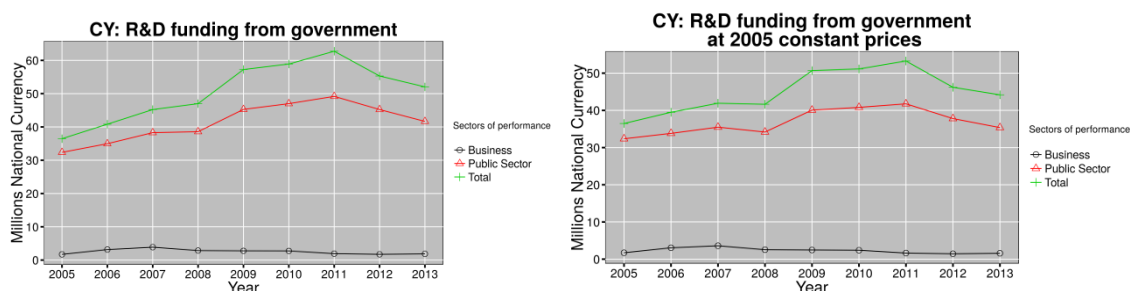 CY: R&D funding from government
Millions National Currency
60
50
40
30
20
10
0
2005 2006 2007 2008 2009 2010 2011 2012 2013
Year
Sectors of performance
Business
Public Sector
Total
CY: R&D funding from government
at 2005 constant prices
Millions National Currency
50
40
30
20
10
0
2005 2006 2007 2008 2009 2010 2011 2012 2013
Year
Sectors of performance
Business
Public Sector
Total